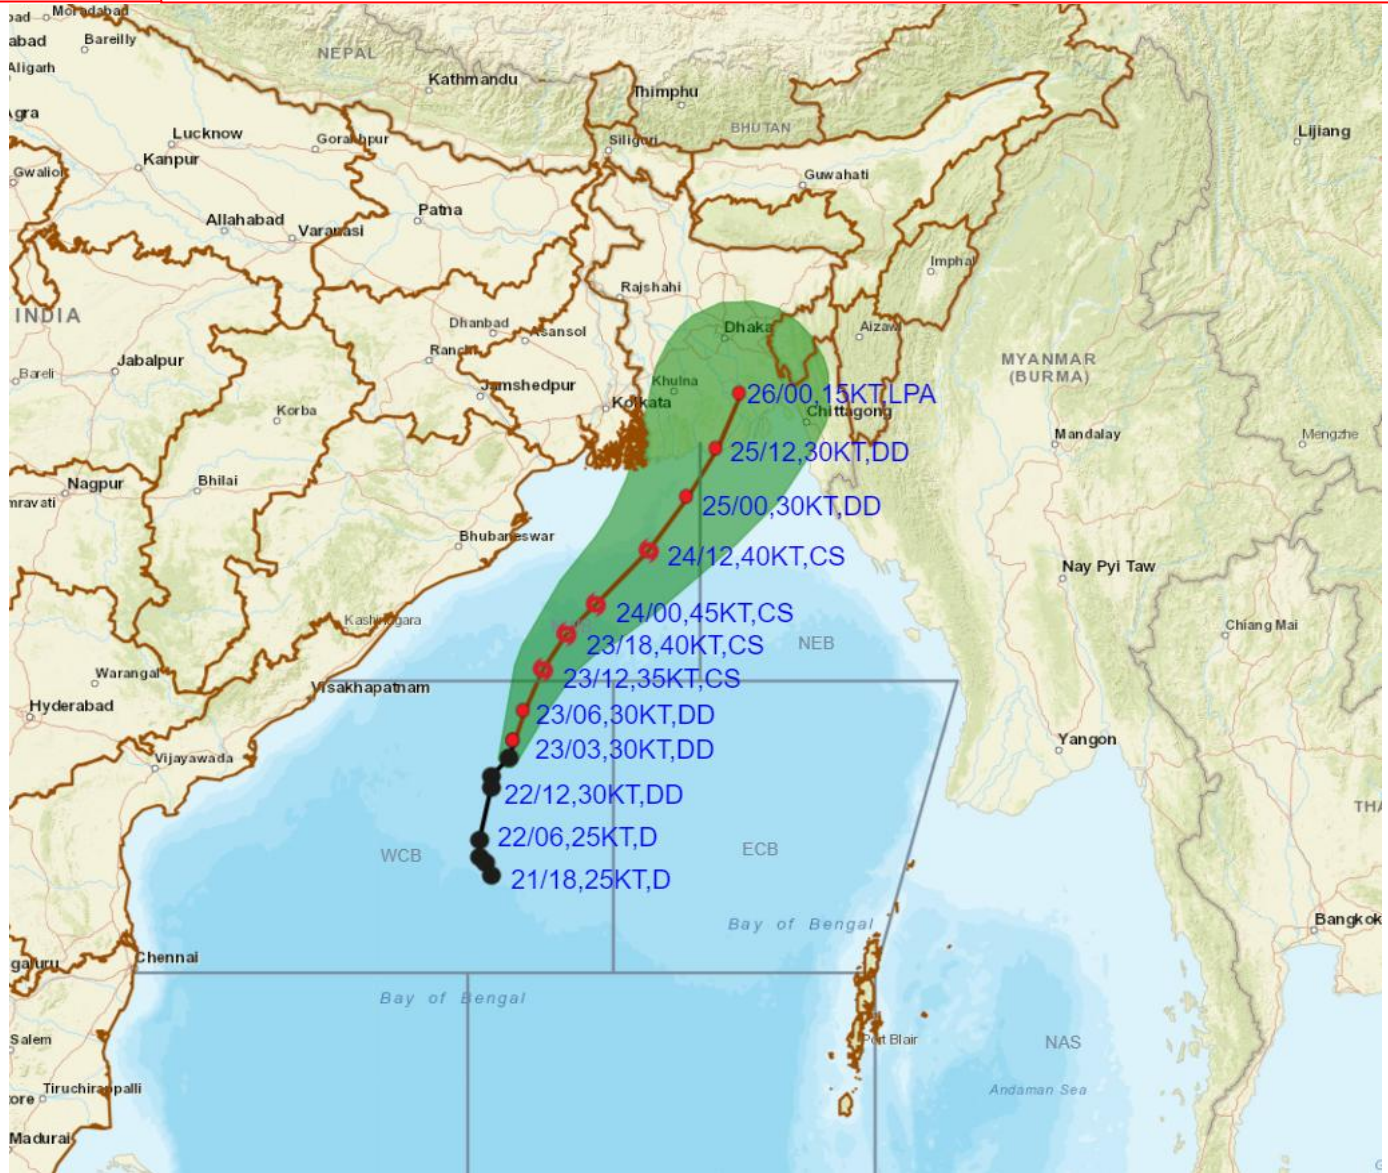 Moradabad
Bareilly
abad
Aligarh
NEPAL
Kathmandu
Thimphu
Agra
Lucknow
Gorakhpur
Siliguri
BHUTAN
Lijiang
Kanpur
Gwalior
Guwahati
Allahabad
Varanasi
Patna
Imphal
Rajshahi
INDIA
Dhanbad
Asansol
Dhaka
Aizawl
Jabalpur
Ranchi
MYANMAR
(BURMA)
Bareli
Jamshedpur
Khulna
26/00,15KT,LPA
Korba
Kolkata
Chittagong
Mandalay
Mengzhe
25/12,30KT,DD
Bhilai
Nagpur
mravati
25/00,30KT,DD
Bhubaneswar
24/12,40KT,CS
Nay Pyi Taw
24/00,45KT,CS
Kashinagara
Chiang Mai
23/18,40KT,CS
NEB
Warangal
23/12,35KT,CS
Visakhapatnam
Hyderabad
23/06,30KT,DD
Yangon
23/03,30KT,DD
Vijayawada
22/12,30KT,DD
THA
22/06,25KT,D
WCB
ECB
21/18,25KT,D
Bay of Bengal
Bangkok
Chennai
galuru
Bay of Bengal
Salem
Port Blair
NAS
Tiruchirappalli
Andaman Sea
ore
Madurai